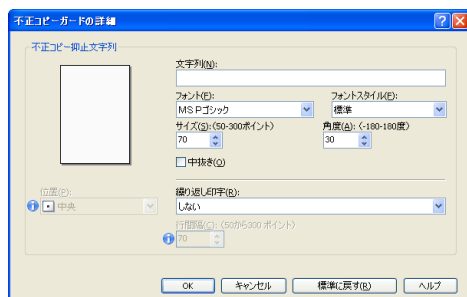 不正コピーガードの詳細
不正コピー抑止文字列
文字列(N):
フォント(F):
フォントスタイル(E):
MS Pゴシック
標準
サイズ(S):(50-300ポイント)
角度(A): (-180-180度)
70
30
中抜き(O)
位置(P):
中央
繰り返し印字(R):
しない
行間隔(C): (50から300 ポイント)
70
OK
キャンセル
標準に戻す(R)
ヘルプ